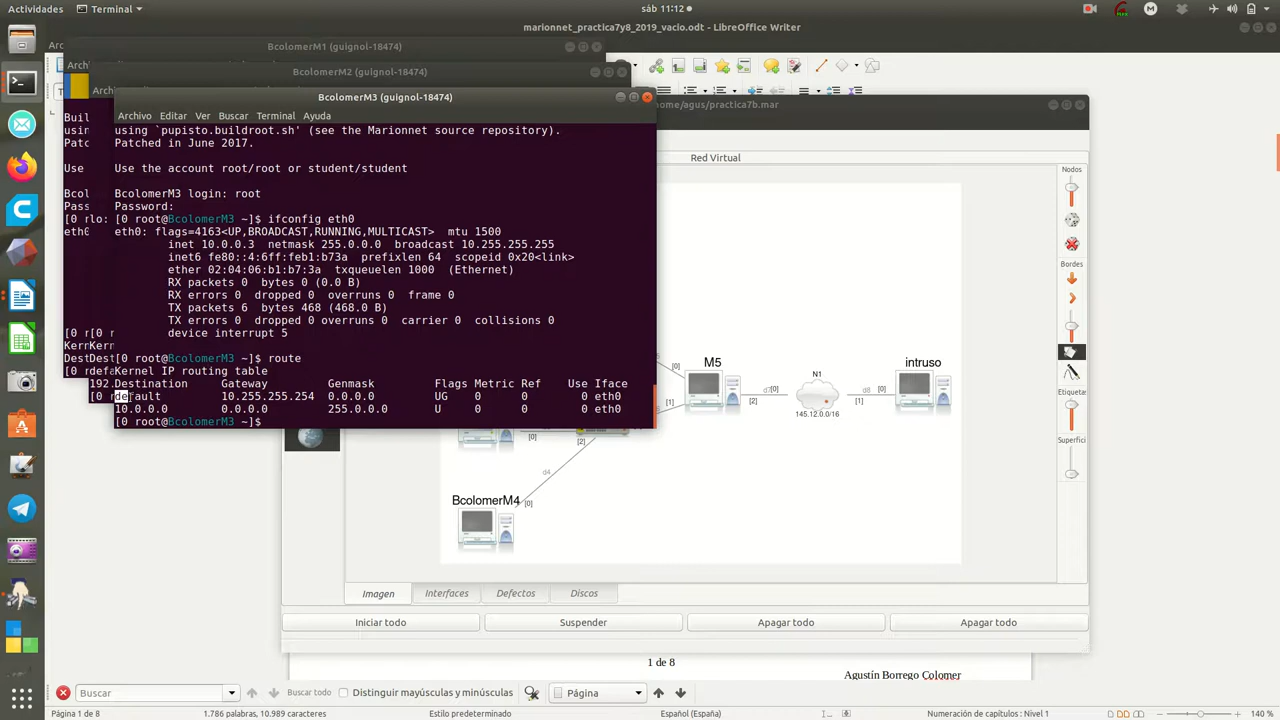 Actividades
Terminal
sáb 11:12
marionnet_practica7y8_2019_vacio.odt - LibreOffice Writer
BcolomerM1 (guignol-18474)
BcolomerM2 (guignol-18474)
BcolomerM3 (guignol-18474)
Archivo Editar Ver Buscar Terminal Ayuda
using `pupisto.buildroot.sh' (see the Marionnet source repository).
Patched in June 2017.
Use the account root/root or student/student
BcolomerM3 login: root
Password:
[0 root@BcolomerM3 ~]$ ifconfig eth0
eth0: flags=4163<UP,BROADCAST,RUNNING,MULTICAST> mtu 1500
inet 10.0.0.3 netmask 255.0.0.0 broadcast 10.255.255.255
inet6 fe80::4:6ff:feb1:b73a prefixlen 64 scopeid 0x20<link>
ether 02:04:06:b1:b7:3a txqueuelen 1000 (Ethernet)
RX packets 0 bytes 0 (0.0 B)
RX errors 0 dropped 0 overruns 0 frame 0
TX packets 6 bytes 468 (468.0 B)
TX errors 0 dropped 0 overruns 0 carrier 0 collisions 0
device interrupt 5
[0 root@BcolomerM3 ~]$ route
Kernel IP routing table
Destination Gateway Genmask Flags Metric Ref Use Iface
default 10.255.255.254 0.0.0.0 UG 0 0 0 eth0
10.0.0.0 0.0.0.0 255.0.0.0 U 0 0 0 eth0
[0 root@BcolomerM3 ~]$
home/agus/practica7b.mar
Red Virtual
Nodos
Bordes
Etiquetas
Superfici
M5
N1
intruso
[1]
[2]
d7
145.12.0.0/16
d8
[1]
[0]
[0]
[2]
d4
BcolomerM4
[0]
Imagen Interfaces Defectos Discos
Iniciar todo Suspender Apagar todo Apagar todo
1 de 8
Agustín Borrego Colomer
Buscar
Buscar todo
Distinguir mayúsculas y minúsculas
Página
Página 1 de 8
1.786 palabras, 10.989 caracteres
Estilo predeterminado
Español (España)
Numeración de capítulos : Nivel 1
140 %